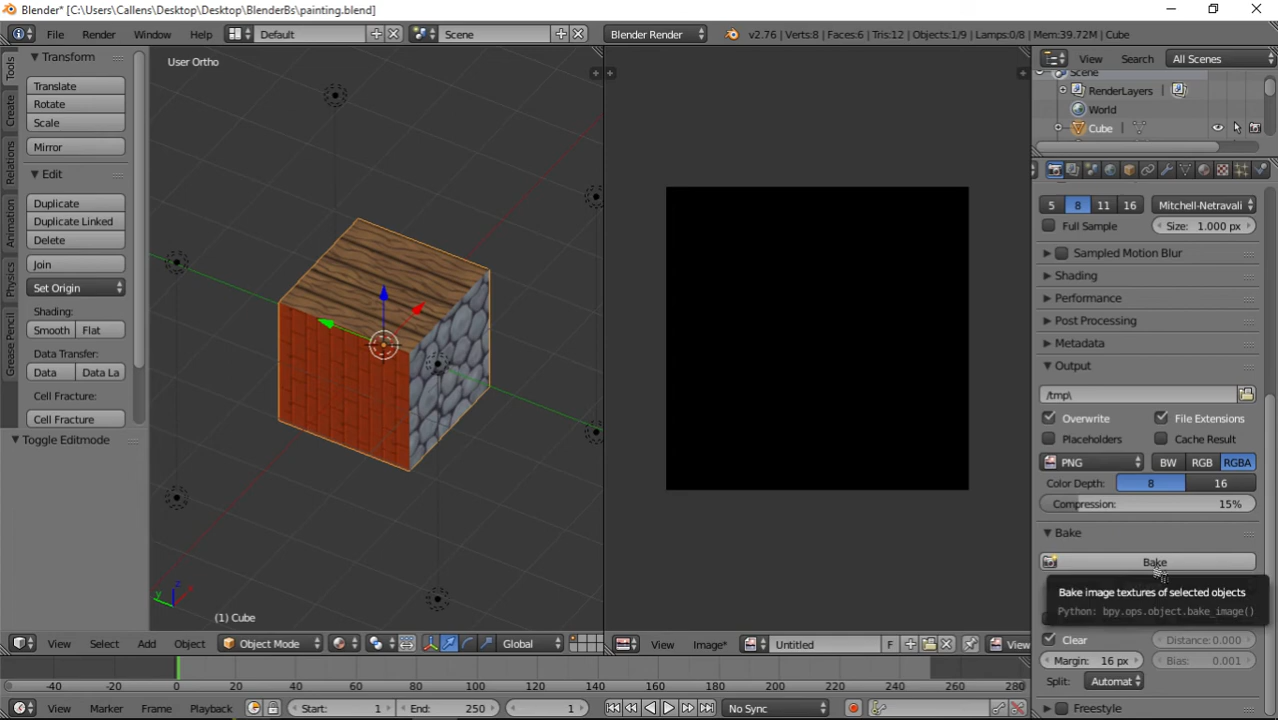 Blender* [C:\Users\Callens\Desktop\Desktop\BlenderBs\painting.blend]
File Render Window Help Default Scene Blender Render v2.76 | Verts:8 | Faces:6 | Tris:12 | Objects:1/9 | Lamps:0/8 | Mem:39.72M | Cube
Tools
Create
Relations
Animation
Physics
Grease Pencil
Transform
Translate
Rotate
Scale
Mirror
Edit
Duplicate
Duplicate Linked
Delete
Join
Set Origin
Shading:
Smooth Flat
Data Transfer:
Data Data La
Cell Fracture:
Cell Fracture
Toggle Editmode
User Ortho
z
y x
(1) Cube
View Select Add Object Object Mode Global
View Image* Untitled F View
View Search All Scenes
Scene
RenderLayers |
World
Cube |
5 8 11 16 Mitchell-Netravali
Full Sample Size: 1.000 px
Sampled Motion Blur
Shading
Performance
Post Processing
Metadata
Output
/tmp\
Overwrite File Extensions
Placeholders Cache Result
PNG BW RGB RGBA
Color Depth: 8 16
Compression: 15%
Bake
Bake
Bake image textures of selected objects
Python: bpy.ops.object.bake_image()
Clear Distance: 0.000
Margin: 16 px Bias: 0.001
Split: Automat
Freestyle
-40 -20 0 20 40 60 80 100 120 140 160 180 200 220 240 260 280
View Marker Frame Playback Start: 1 End: 250 1 No Sync